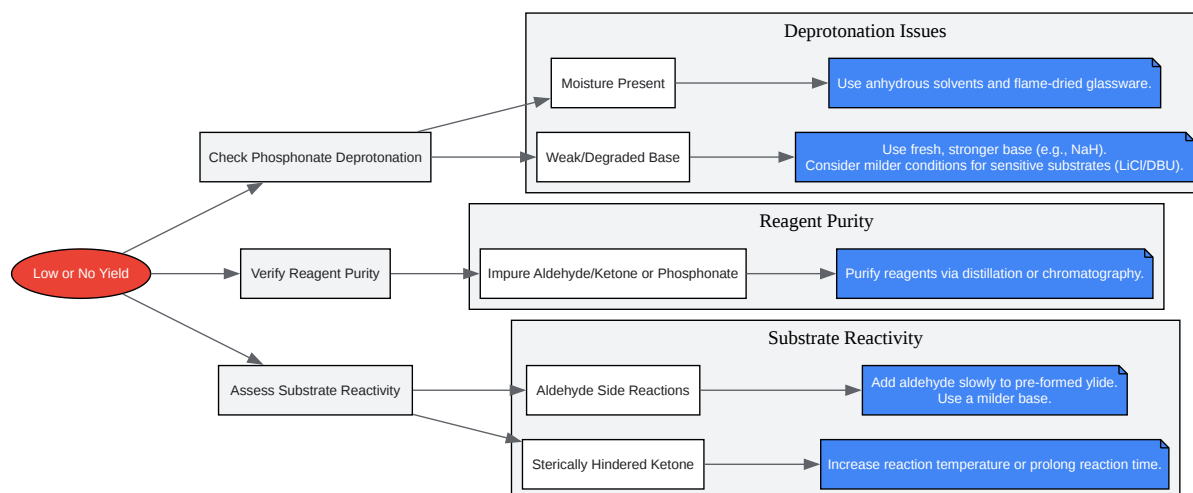 Deprotonation Issues
Moisture Present
Use anhydrous solvents and flame-dried glassware.
Check Phosphonate Deprotonation
Weak/Degraded Base
Use fresh, stronger base (e.g., NaH).
Consider milder conditions for sensitive substrates (LiCl/DBU).
Reagent Purity
Low or No Yield
Verify Reagent Purity
Impure Aldehyde/Ketone or Phosphonate
Purify reagents via distillation or chromatography.
Substrate Reactivity
Assess Substrate Reactivity
Aldehyde Side Reactions
Add aldehyde slowly to pre-formed ylide.
Use a milder base.
Sterically Hindered Ketone
Increase reaction temperature or prolong reaction time.